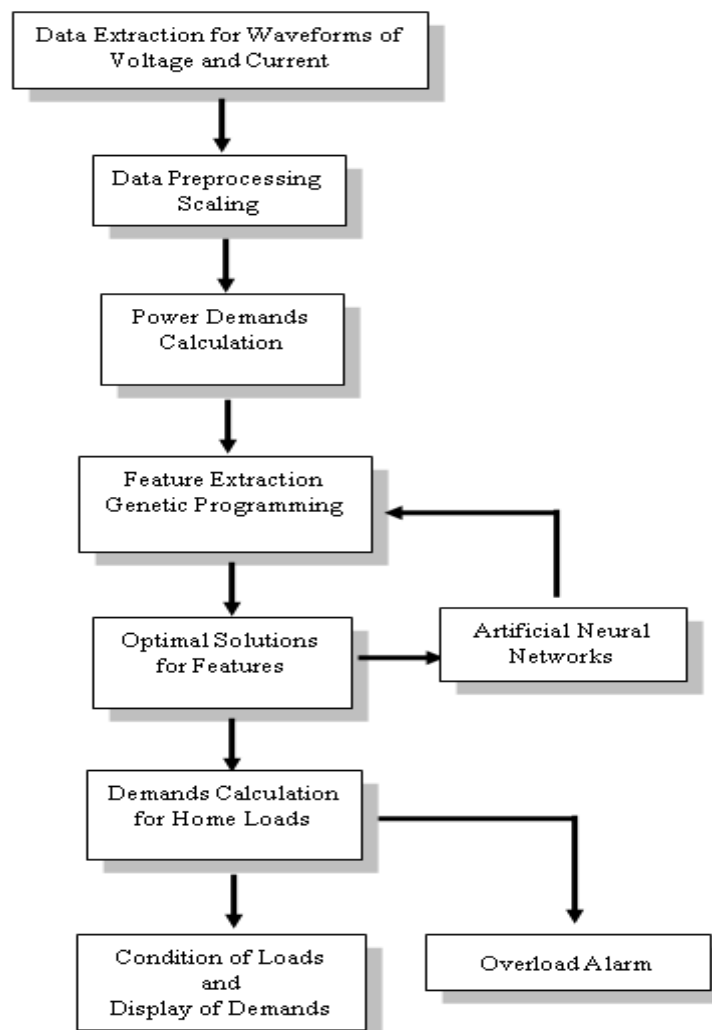 Data Extraction for Waveforms of
Voltage and Current
Data Preprocessing
Scaling
Power Demands
Calculation
Feature Extraction
Genetic Programming
Optimal Solutions
for Features
Artificial Neural
Networks
Demands Calculation
for Home Loads
Condition of Loads
and
Display of Demands
Overload Alarm